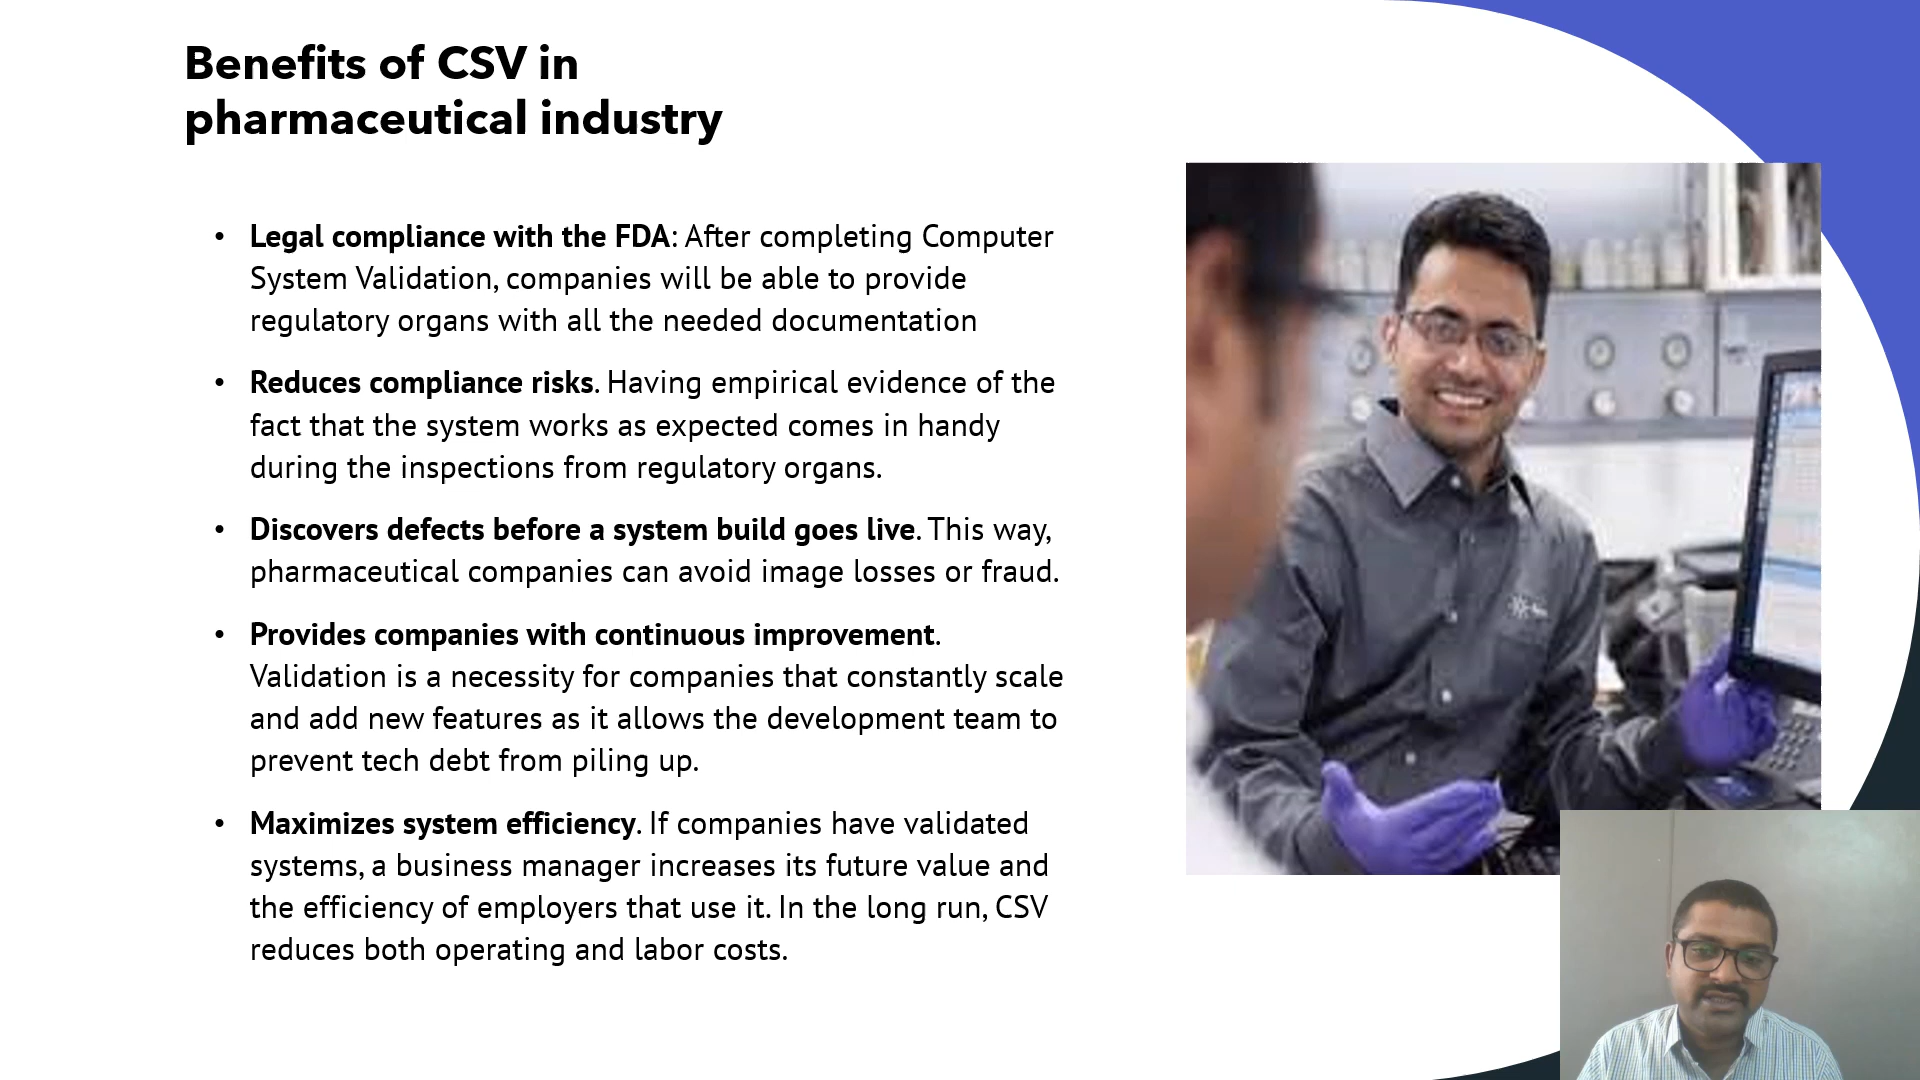 Benefits of CSV in
pharmaceutical industry
• Legal compliance with the FDA: After completing Computer
System Validation, companies will be able to provide
regulatory organs with all the needed documentation
• Reduces compliance risks. Having empirical evidence of the
fact that the system works as expected comes in handy
during the inspections from regulatory organs.
• Discovers defects before a system build goes live. This way,
pharmaceutical companies can avoid image losses or fraud.
• Provides companies with continuous improvement.
Validation is a necessity for companies that constantly scale
and add new features as it allows the development team to
prevent tech debt from piling up.
• Maximizes system efficiency. If companies have validated
systems, a business manager increases its future value and
the efficiency of employers that use it. In the long run, CSV
reduces both operating and labor costs.